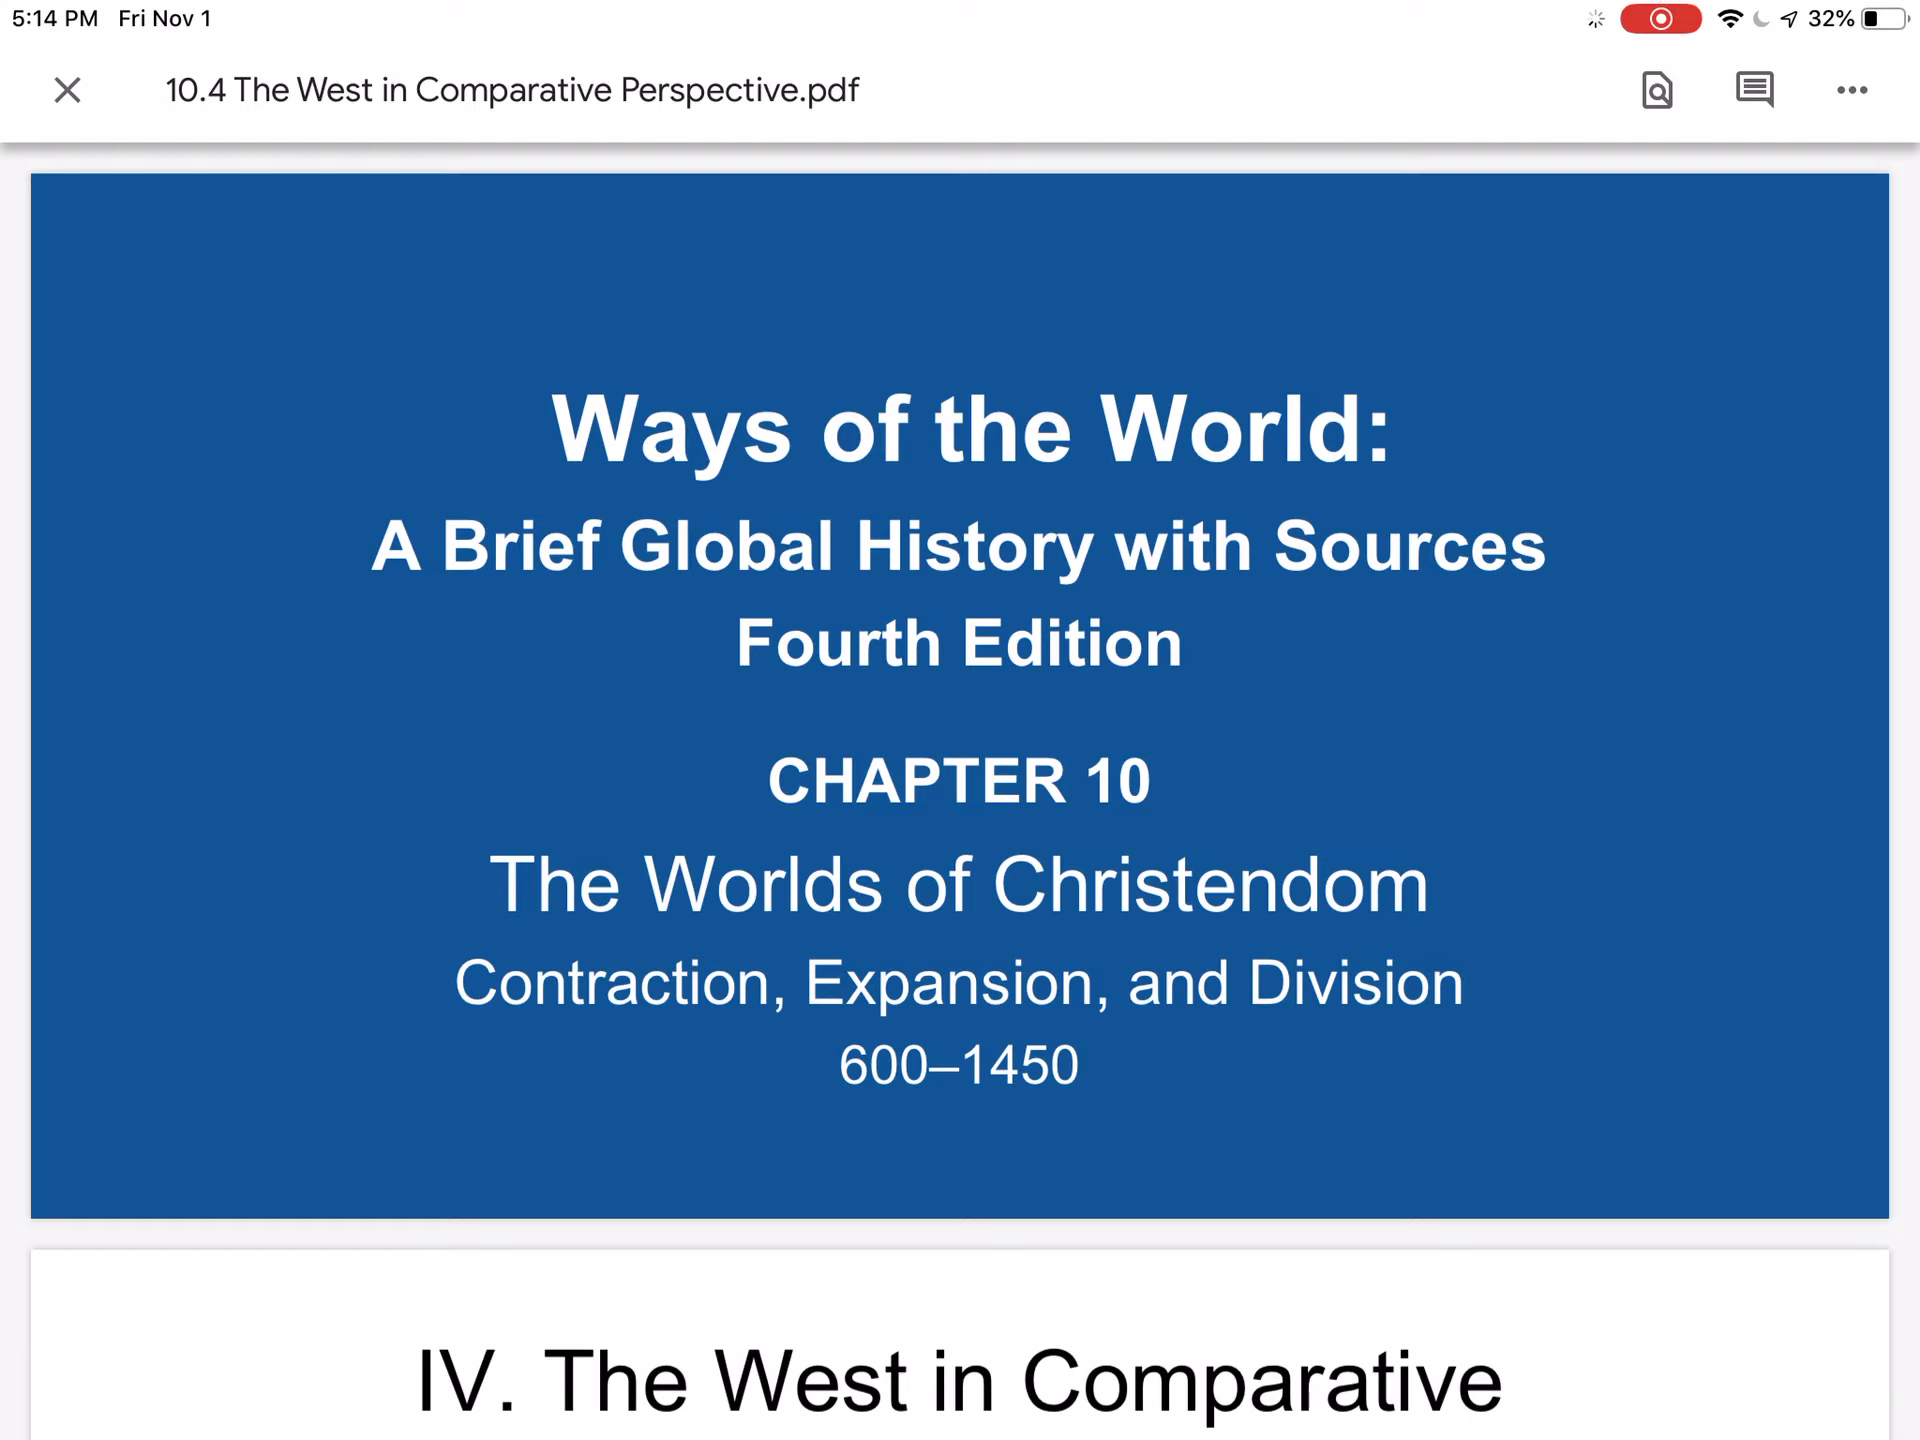 5:14 PM Fri Nov 1
32%
10.4 The West in Comparative Perspective.pdf
Ways of the World:
A Brief Global History with Sources
Fourth Edition
CHAPTER 10
The Worlds of Christendom
Contraction, Expansion, and Division
600–1450
IV. The West in Comparative